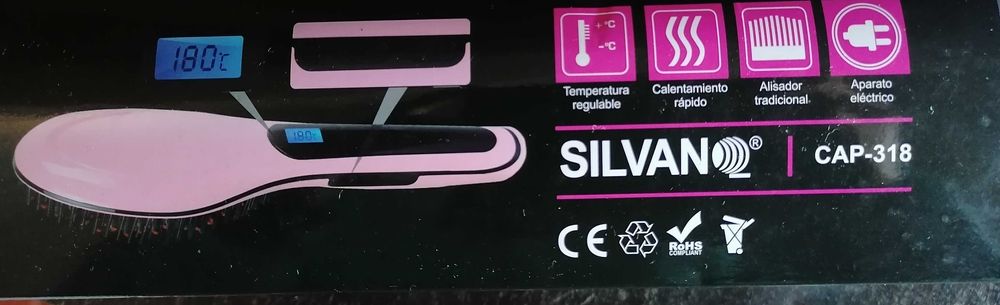 180°C
180°C
+°C
-°C
Temperatura
regulable
Calentamiento
rápido
Alisador
tradicional
Aparato
eléctrico
SILVANO®
CAP-318
CE
RoHS
COMPLIANT